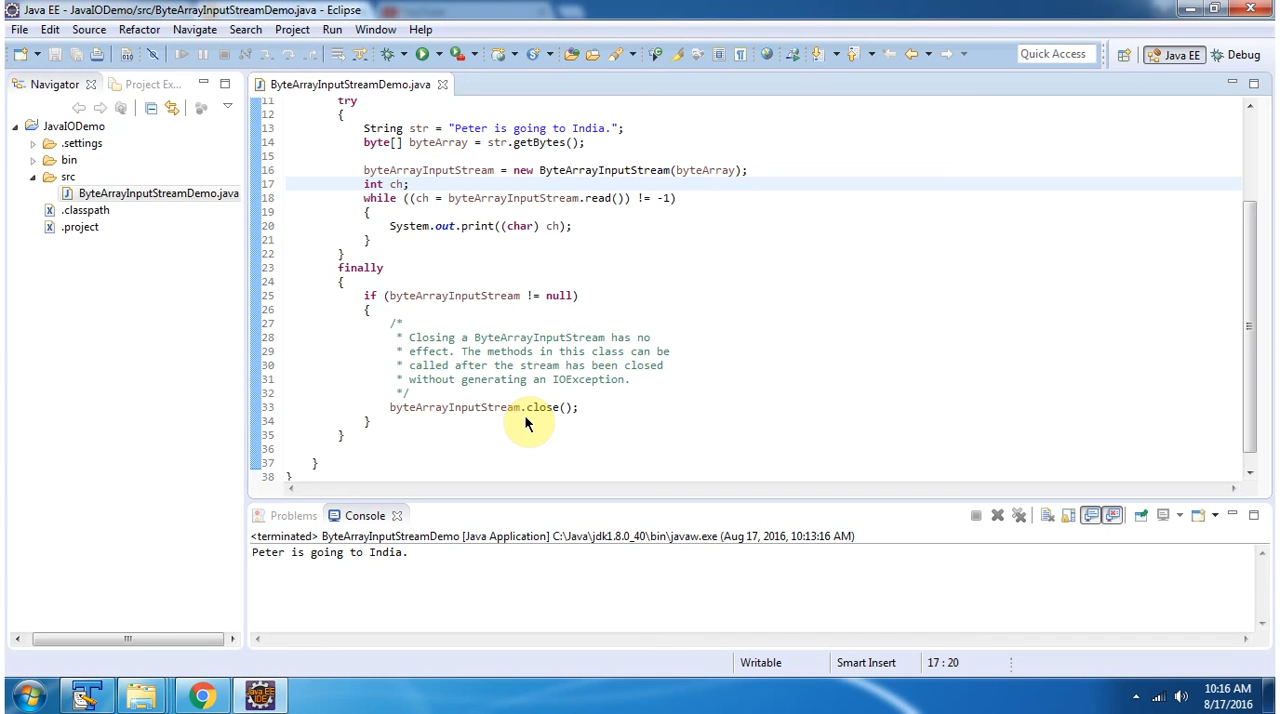 Java EE - JavaIODemo/src/ByteArrayInputStreamDemo.java - Eclipse
File Edit Source Refactor Navigate Search Project Run Window Help
Quick Access Java EE Debug
Navigator Project Ex...
ByteArrayInputStreamDemo.java
JavaIODemo
.settings
bin
src
ByteArrayInputStreamDemo.java
.classpath
.project
11 try
12 {
13 String str = "Peter is going to India.";
14 byte[] byteArray = str.getBytes();
15
16 byteArrayInputStream = new ByteArrayInputStream(byteArray);
17 int ch;
18 while ((ch = byteArrayInputStream.read()) != -1)
19 {
20 System.out.print((char) ch);
21 }
22 }
23 finally
24 {
25 if (byteArrayInputStream != null)
26 {
27 /*
28 * Closing a ByteArrayInputStream has no
29 * effect. The methods in this class can be
30 * called after the stream has been closed
31 * without generating an IOException.
32 */
33 byteArrayInputStream.close();
34 }
35 }
36
37 }
38 }
Problems Console
<terminated> ByteArrayInputStreamDemo [Java Application] C:\Java\jdk1.8.0_40\bin\javaw.exe (Aug 17, 2016, 10:13:16 AM)
Peter is going to India.
Writable Smart Insert 17 : 20
10:16 AM
8/17/2016